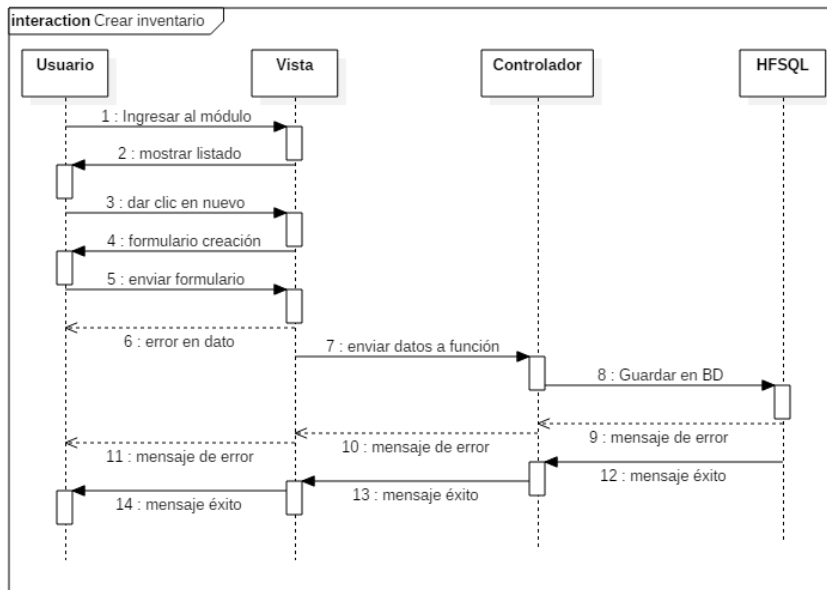 interaction Crear inventario
Usuario
Vista
Controlador
HFSQL
1 : Ingresar al módulo
2 : mostrar listado
3 : dar clic en nuevo
4 : formulario creación
5 : enviar formulario
6 : error en dato
7 : enviar datos a función
8 : Guardar en BD
9 : mensaje de error
10 : mensaje de error
11 : mensaje de error
12 : mensaje éxito
13 : mensaje éxito
14 : mensaje éxito